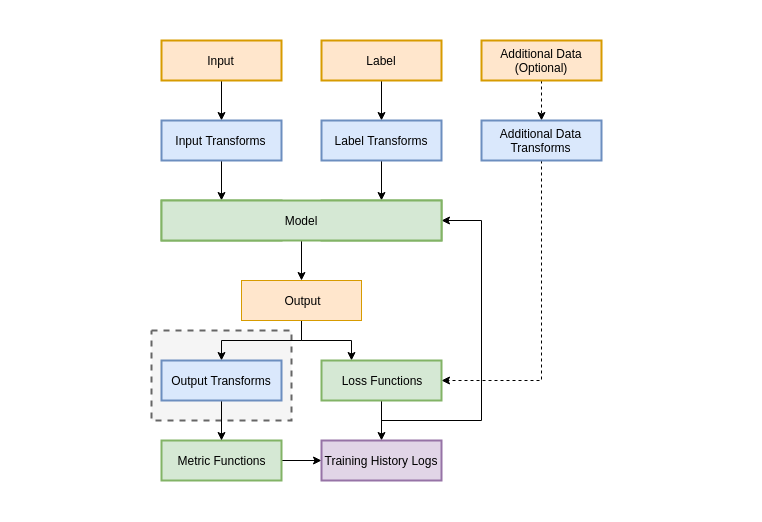 Input
Label
Additional Data
(Optional)
Input Transforms
Label Transforms
Additional Data
Transforms
Model
Output
Output Transforms
Loss Functions
Metric Functions
Training History Logs